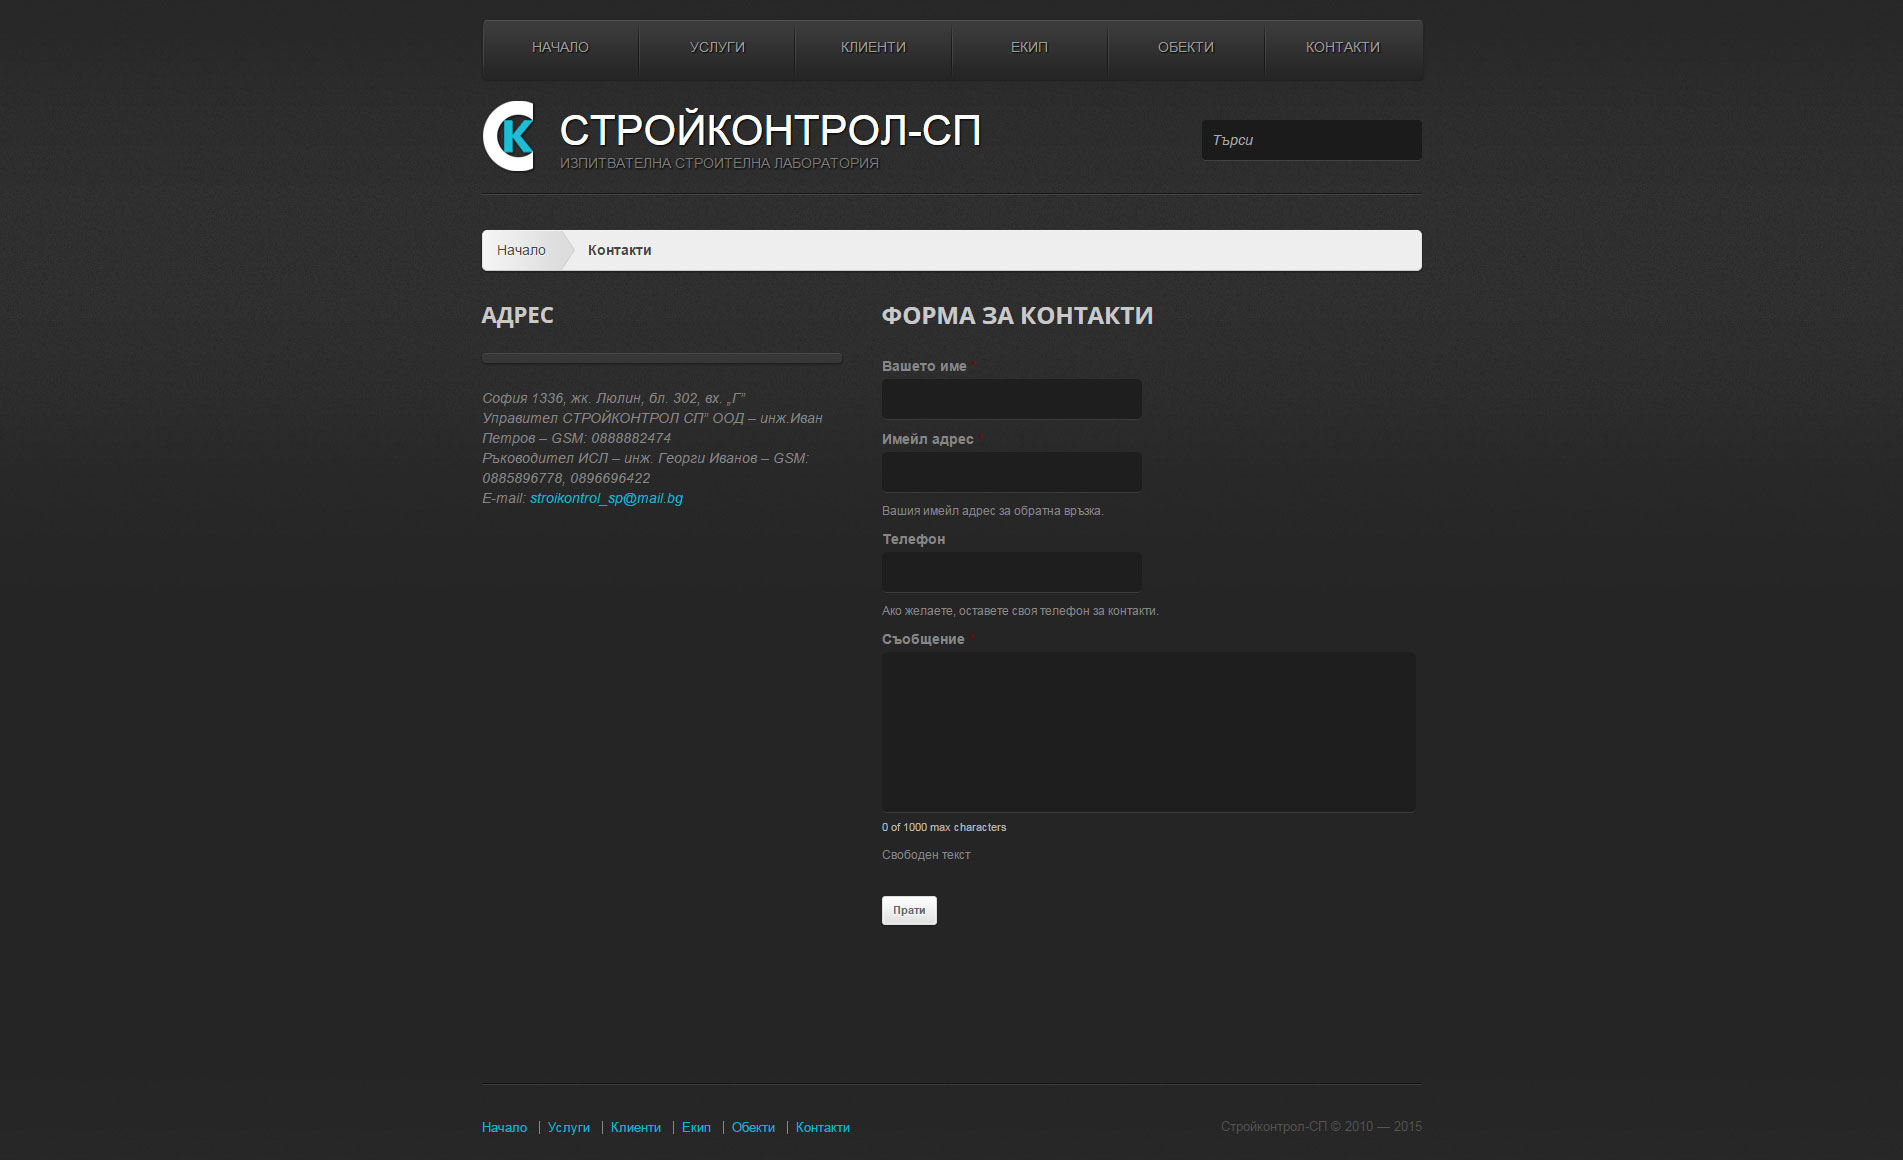 НАЧАЛО УСЛУГИ КЛИЕНТИ ЕКИП ОБЕКТИ КОНТАКТИ
СК
СТРОЙКОНТРОЛ-СП
ИЗПИТВАТЕЛНА СТРОИТЕЛНА ЛАБОРАТОРИЯ
Търси
Начало Контакти
АДРЕС
София 1336, жк. Люлин, бл. 302, вх. „Г”
Управител СТРОЙКОНТРОЛ СП” ООД – инж.Иван
Петров – GSM: 0888882474
Ръководител ИСЛ – инж. Георги Иванов – GSM:
0885896778, 0896696422
E-mail: stroikontrol_sp@mail.bg
ФОРМА ЗА КОНТАКТИ
Вашето име *
Имейл адрес *
Вашия имейл адрес за обратна връзка.
Телефон
Ако желаете, оставете своя телефон за контакти.
Съобщение *
0 of 1000 max characters
Свободен текст
Прати
Начало | Услуги | Клиенти | Екип | Обекти | Контакти
Стройконтрол-СП © 2010 — 2015